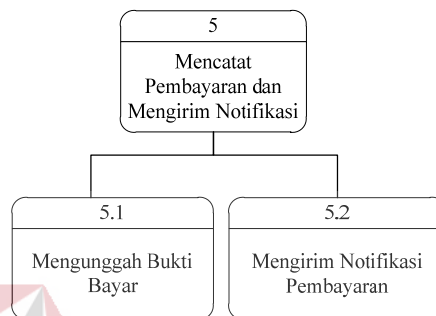 5
Mencatat
Pembayaran dan
Mengirim Notifikasi
5.1
Mengunggah Bukti
Bayar
5.2
Mengirim Notifikasi
Pembayaran